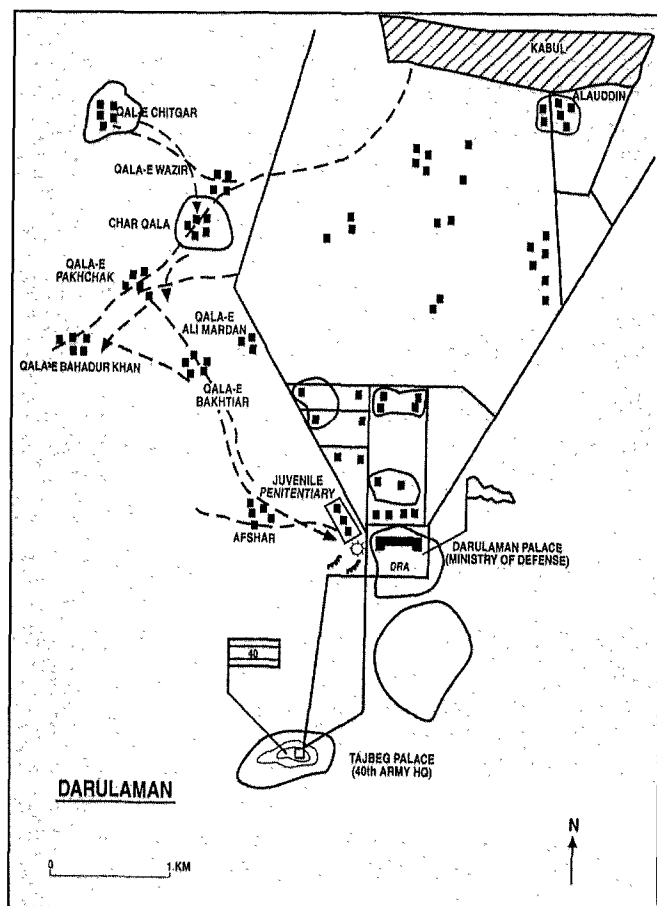 KABUL
ALAUDDIN
QAL-E CHITGAR
QALA-E WAZIR
CHAR QALA
QALA-E
PAKHCHAK
QALA-E
ALI MARDAN
QALA-E BAHADUR KHAN
QALA-E
BAKHTIAR
JUVENILE
PENITENTIARY
AFSHAR
DARULAMAN PALACE
(MINISTRY OF DEFENSE)
DRA
40
TAJBEG PALACE
(40th ARMY HQ)
DARULAMAN
0 1 KM
N